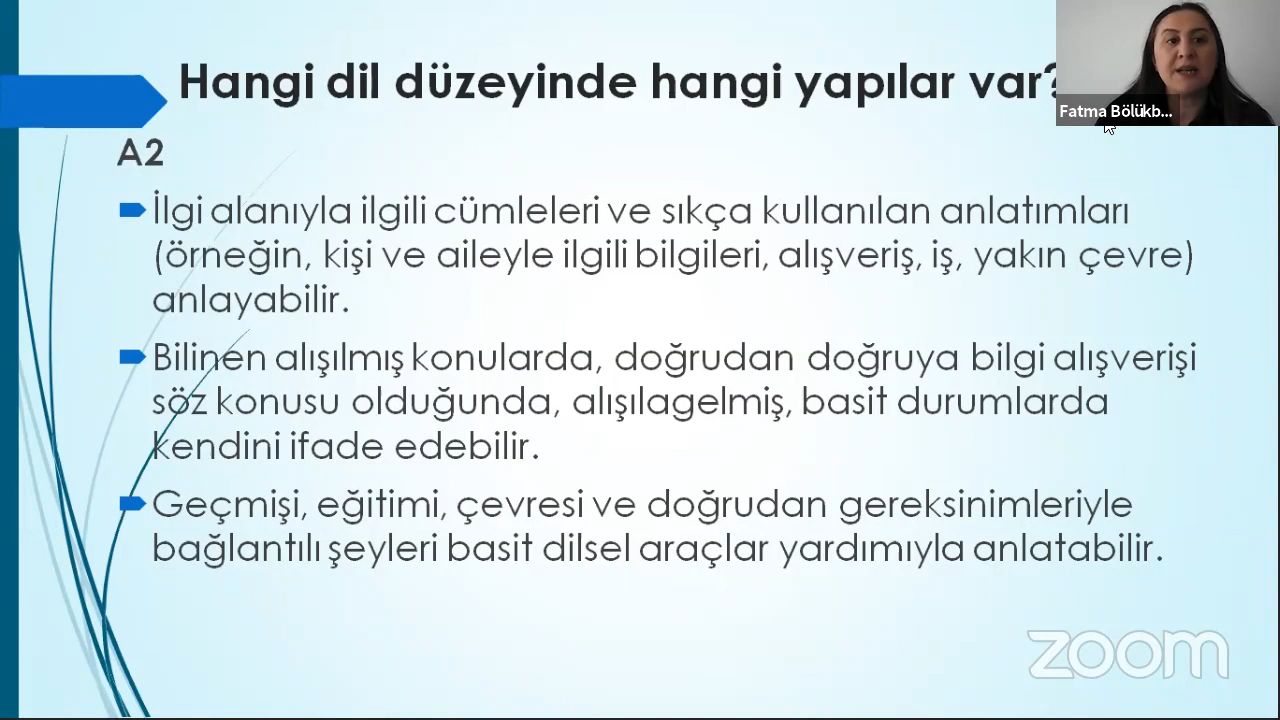 Hangi dil düzeyinde hangi yapılar var?
Fatma Bölükb...
A2
İlgi alanıyla ilgili cümleleri ve sıkça kullanılan anlatımları
(örneğin, kişi ve aileyle ilgili bilgileri, alışveriş, iş, yakın çevre)
anlayabilir.
Bilinen alışılmış konularda, doğrudan doğruya bilgi alışverişi
söz konusu olduğunda, alışılagelmiş, basit durumlarda
kendini ifade edebilir.
Geçmişi, eğitimi, çevresi ve doğrudan gereksinimleriyle
bağlantılı şeyleri basit dilsel araçlar yardımıyla anlatabilir.
zoom